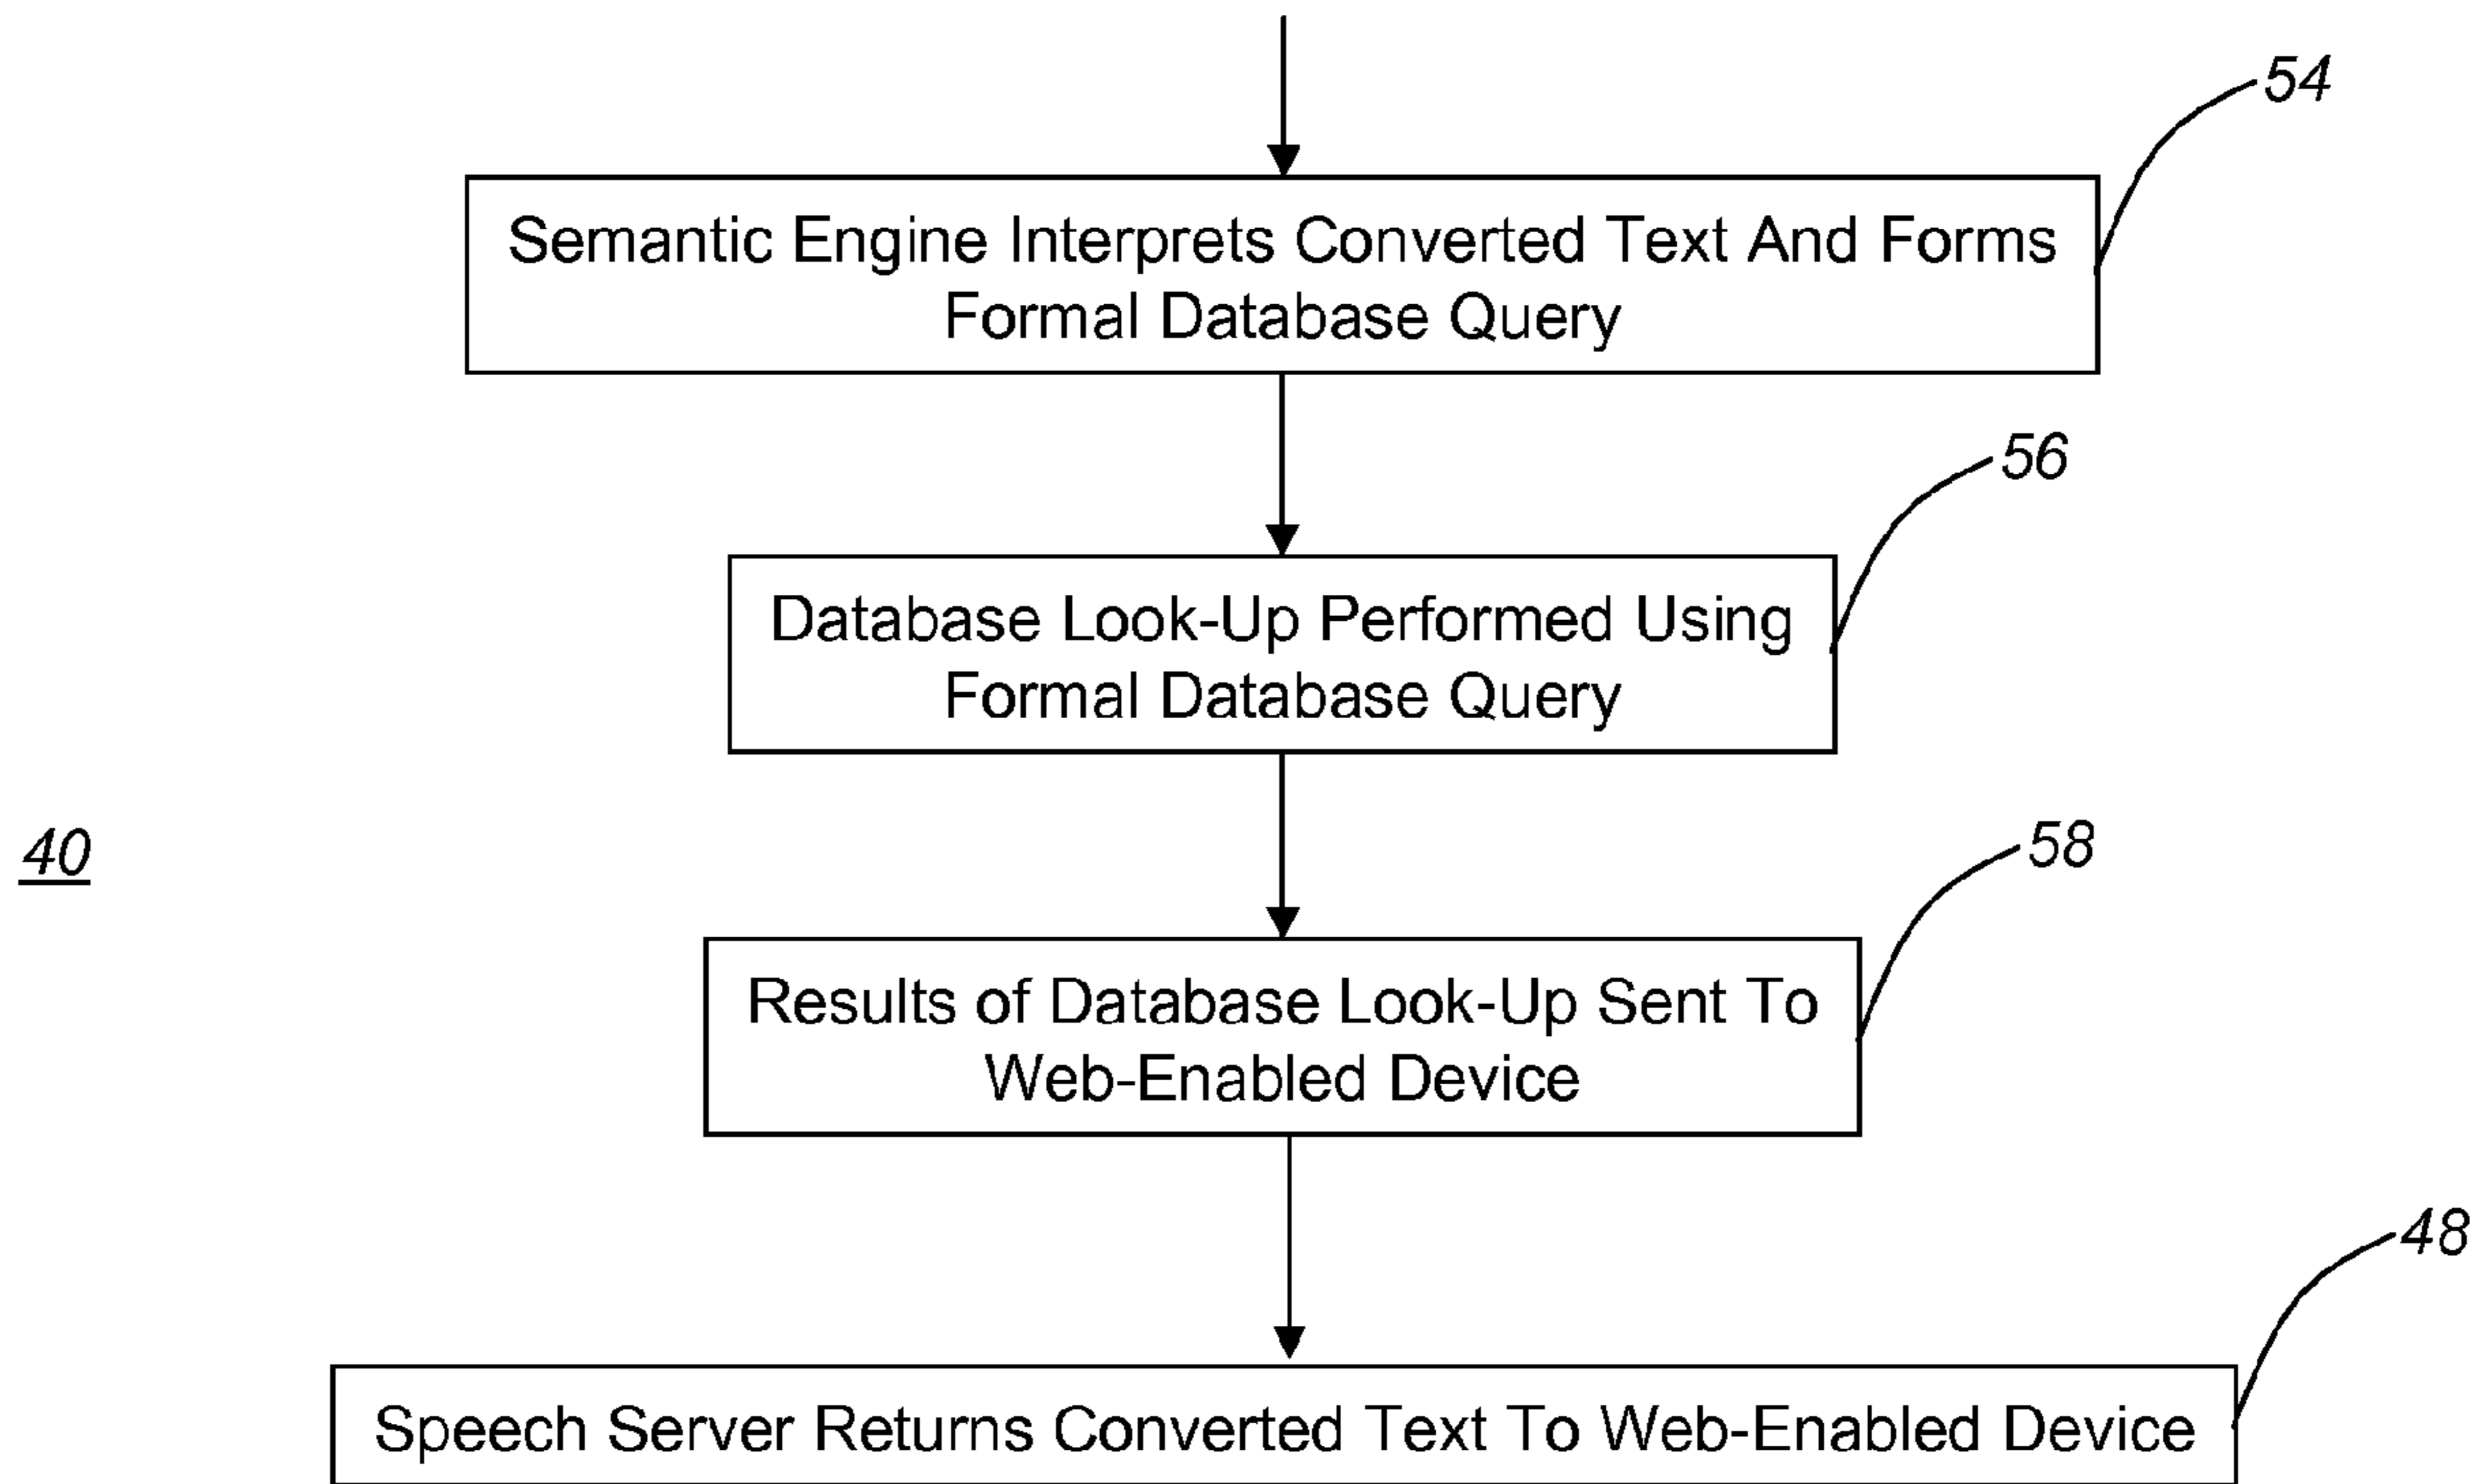 54
Semantic Engine Interprets Converted Text And Forms
Formal Database Query
56
Database Look-Up Performed Using
Formal Database Query
40
58
Results of Database Look-Up Sent To
Web-Enabled Device
48
Speech Server Returns Converted Text To Web-Enabled Device